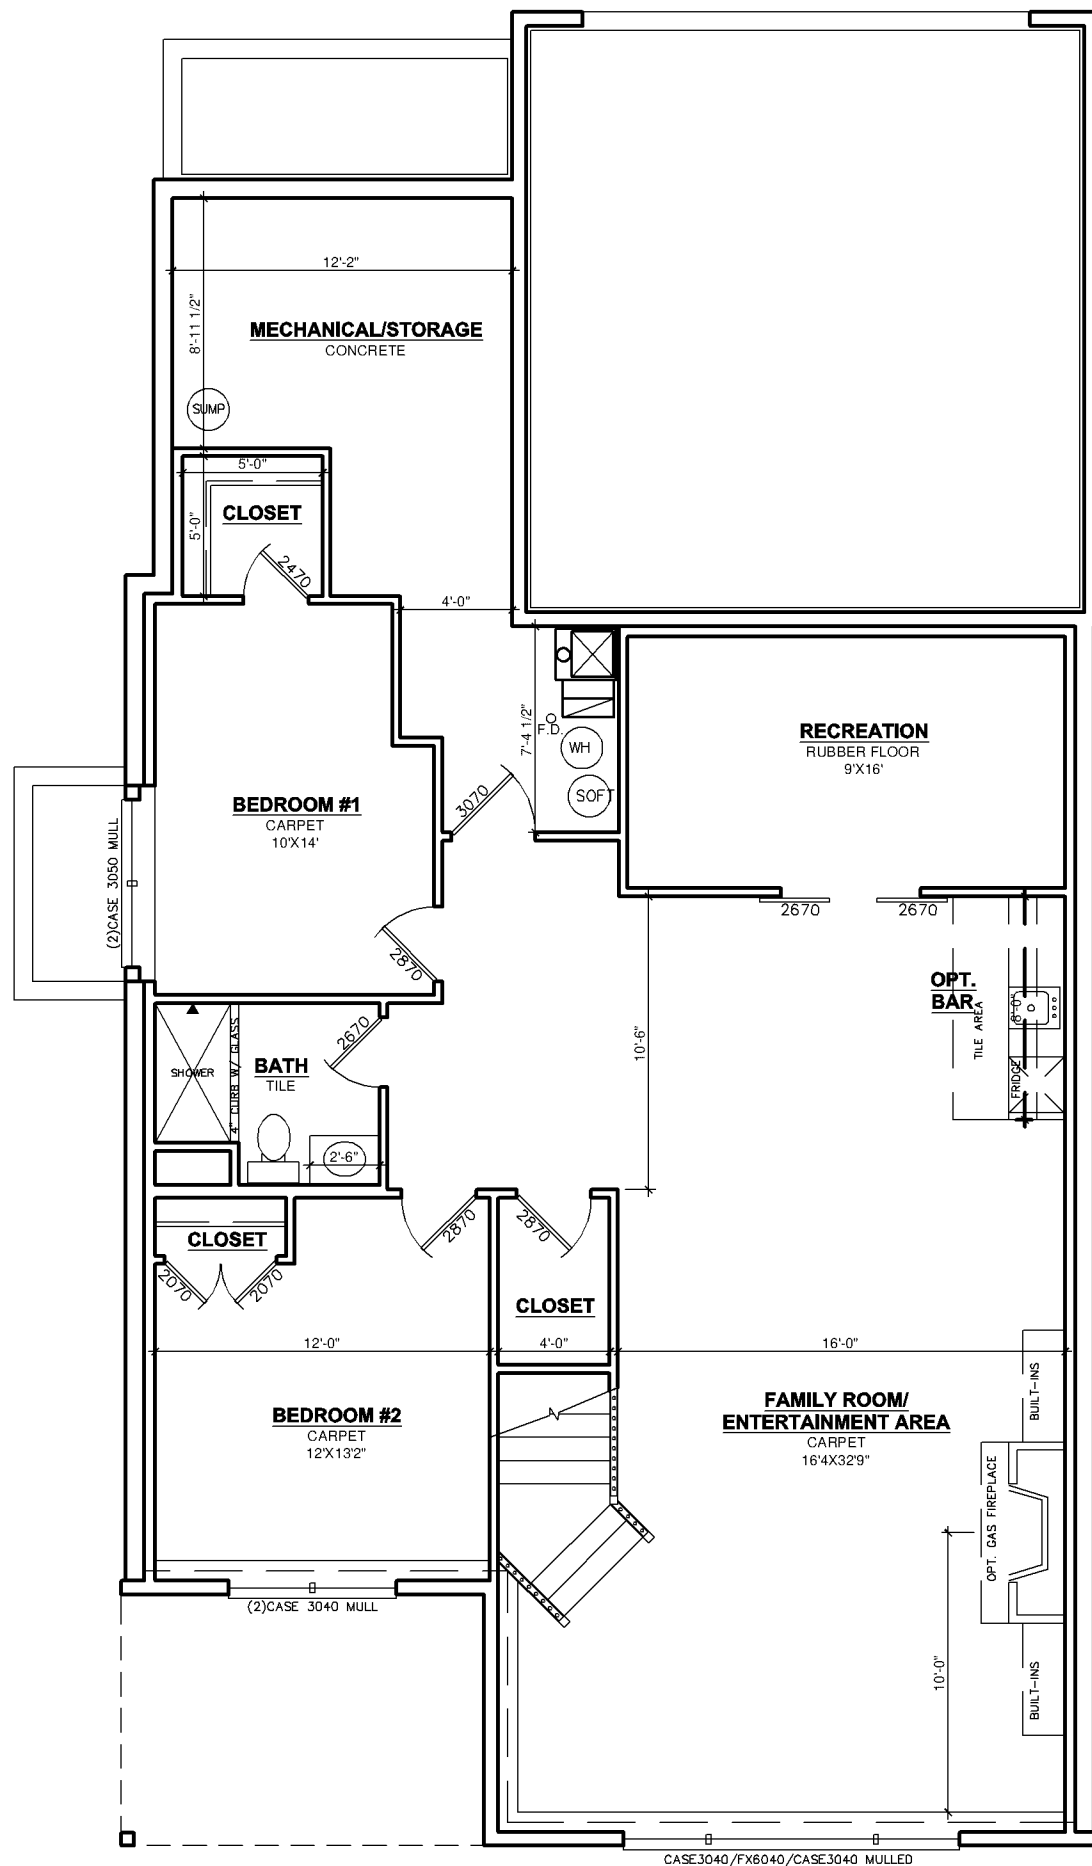 12'-2"
8'-11 1/2"
MECHANICAL/STORAGE
CONCRETE
SUMP
5'-0"
5'-0"
CLOSET
2470
4'-0"
7'-4 1/2"
F.D.
WH
SOFT
3070
RECREATION
RUBBER FLOOR
9'X16'
BEDROOM #1
CARPET
10'X14'
(2)CASE 3050 MULL
2870
2670
2670
OPT.
BAR
TILE AREA
8'-0"
FRIDGE
10'-6"
2670
BATH
TILE
SHOWER
4" CURB W/ GLASS
2'-6"
CLOSET
2070
2070
2870
2870
CLOSET
12'-0"
4'-0"
16'-0"
BEDROOM #2
CARPET
12'X13'2"
FAMILY ROOM/
ENTERTAINMENT AREA
CARPET
16'4X32'9"
BUILT-INS
OPT. GAS FIREPLACE
BUILT-INS
10'-0"
(2)CASE 3040 MULL
CASE3040/FX6040/CASE3040 MULLED